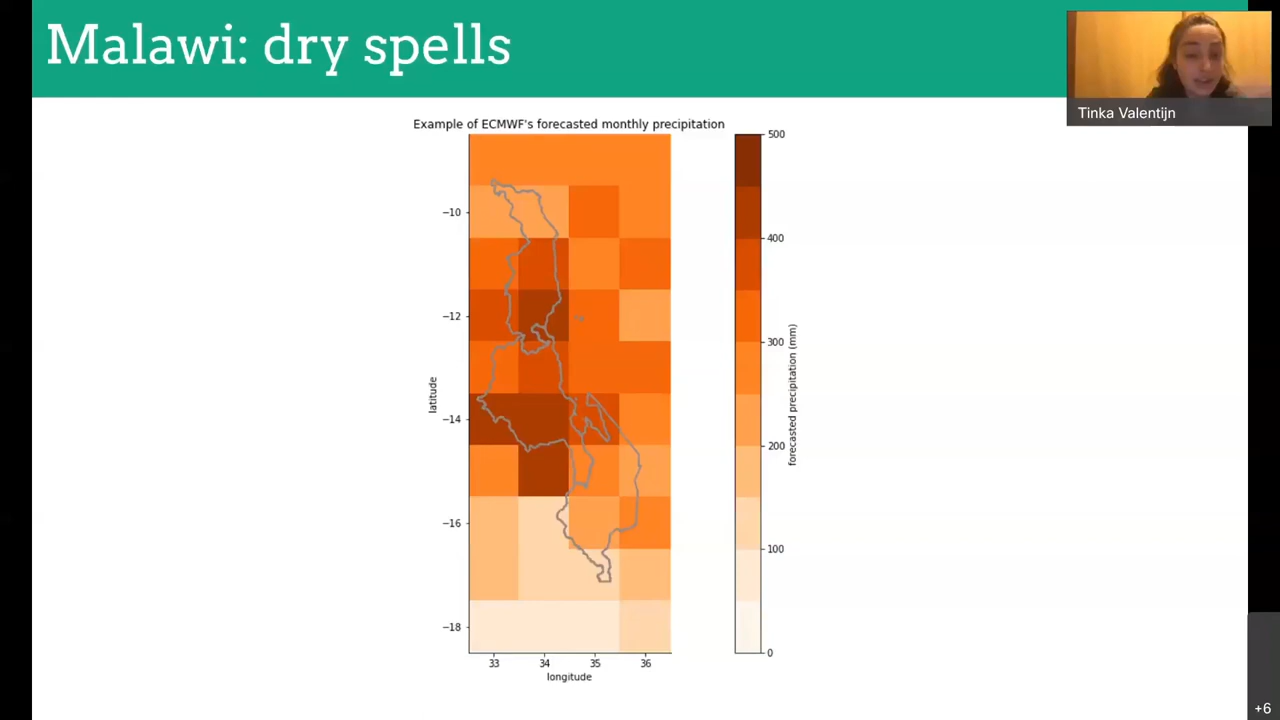 Malawi: dry spells
Tinka Valentijn
Example of ECMWF's forecasted monthly precipitation
500
400
300
200
100
0
forecasted precipitation (mm)
−10
−12
−14
−16
−18
latitude
33 34 35 36
longitude
+6